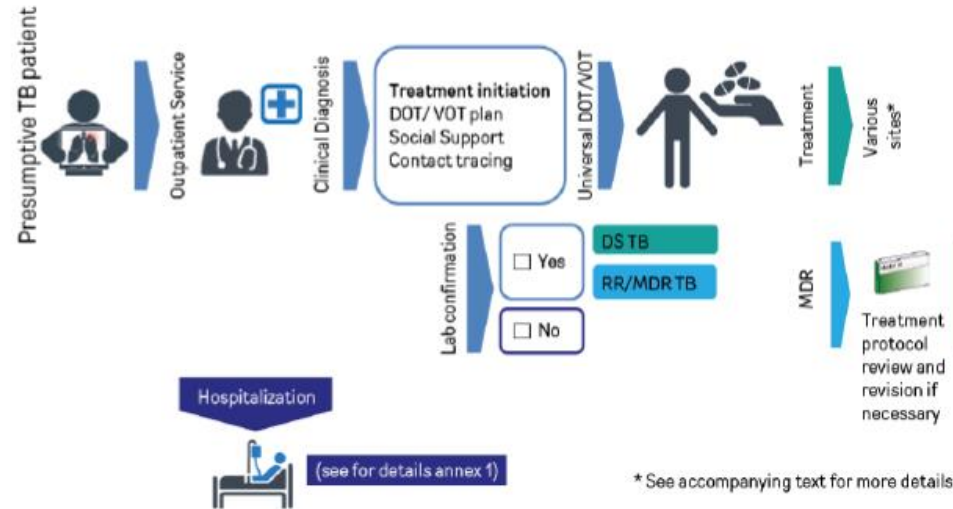 Presumptive TB patient
Outpatient Service
Clinical Diagnosis
Treatment initiation
DOT/ VOT plan
Social Support
Contact tracing
Universal DOT/VOT
Treatment
Various
sites*
Lab confirmation
Yes
No
DS TB
RR/MDR TB
MDR
Treatment
protocol
review and
revision if
necessary
Hospitalization
(see for details annex 1)
* See accompanying text for more details